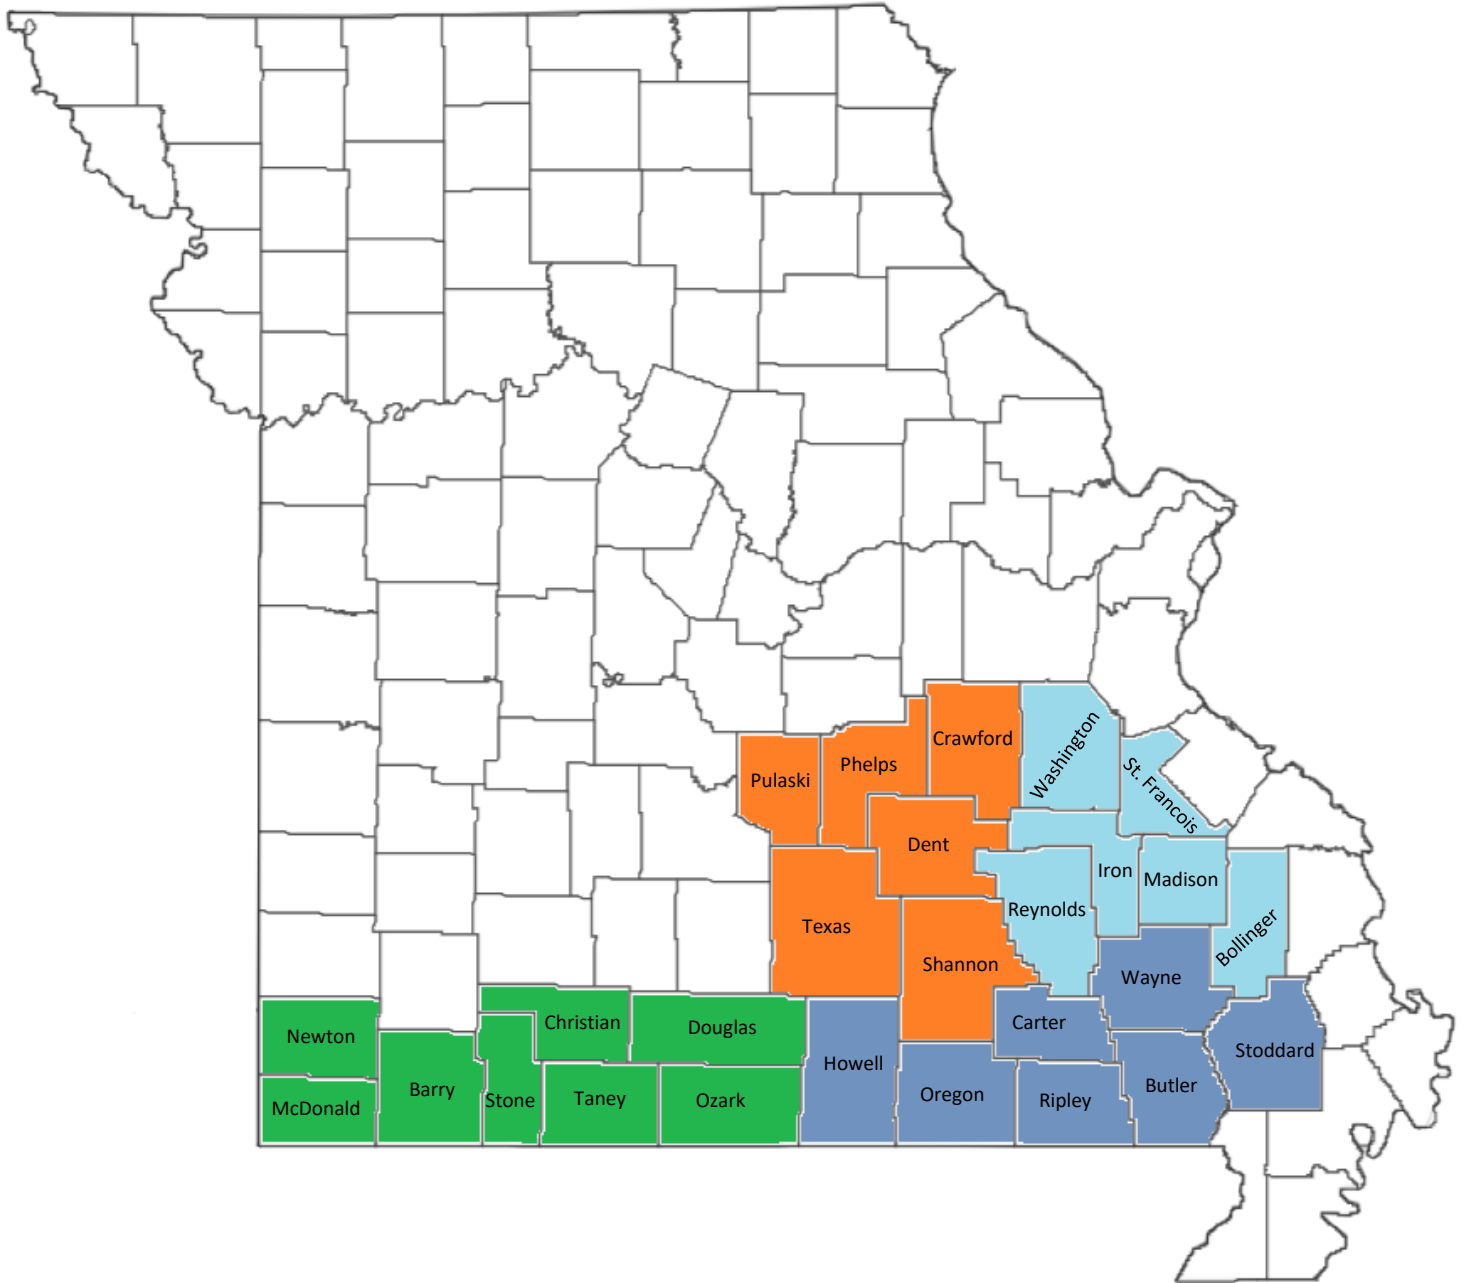 Crawford
Washington
Phelps
Pulaski
St. Francois
Dent
Iron
Madison
Reynolds
Texas
Bollinger
Shannon
Wayne
Christian
Carter
Douglas
Newton
Stoddard
Howell
Butler
Barry
Oregon
Taney
Stone
Ozark
Ripley
McDonald